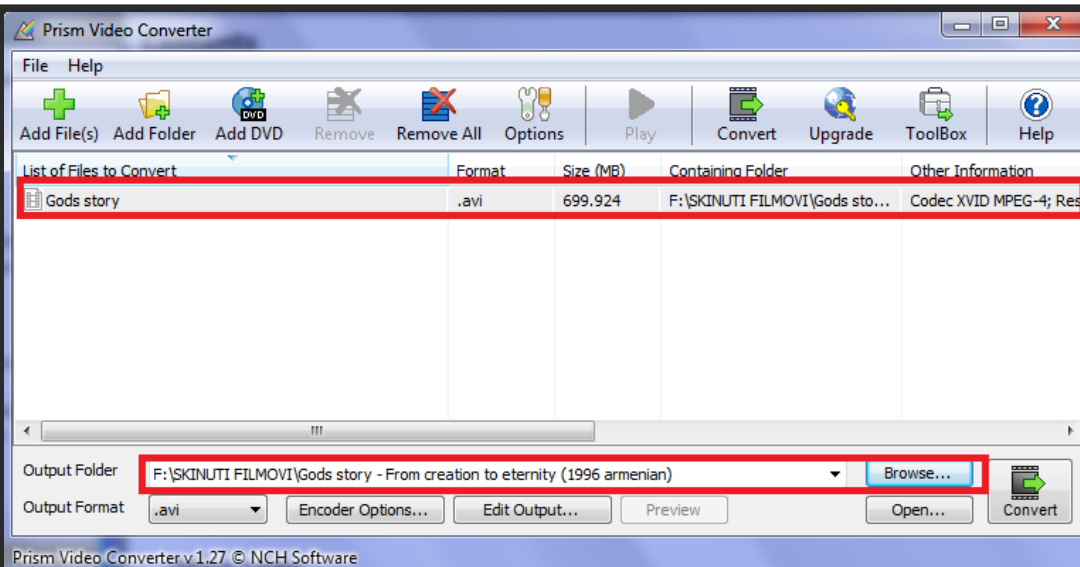 Prism Video Converter
File Help
Add File(s) Add Folder Add DVD Remove Remove All Options Play Convert Upgrade ToolBox Help
List of Files to Convert Format Size (MB) Containing Folder Other Information
Gods story .avi 699.924 F:\SKINUTI FILMOVI\Gods sto... Codec XVID MPEG-4; Res
Output Folder F:\SKINUTI FILMOVI\Gods story - From creation to eternity (1996 armenian) Browse...
Output Format .avi Encoder Options... Edit Output... Preview Open... Convert
Prism Video Converter v 1.27 © NCH Software